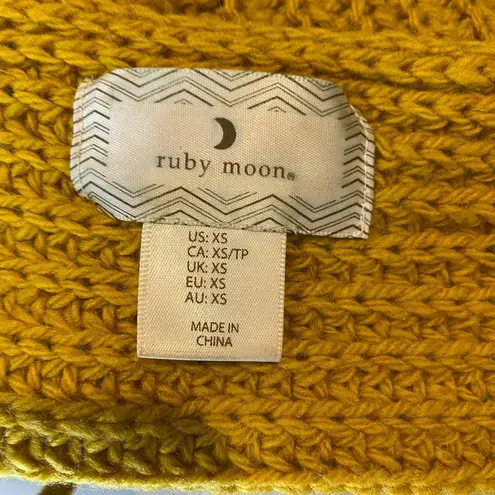 ruby moon®
US: XS
CA: XS/TP
UK: XS
EU: XS
AU: XS
MADE IN
CHINA